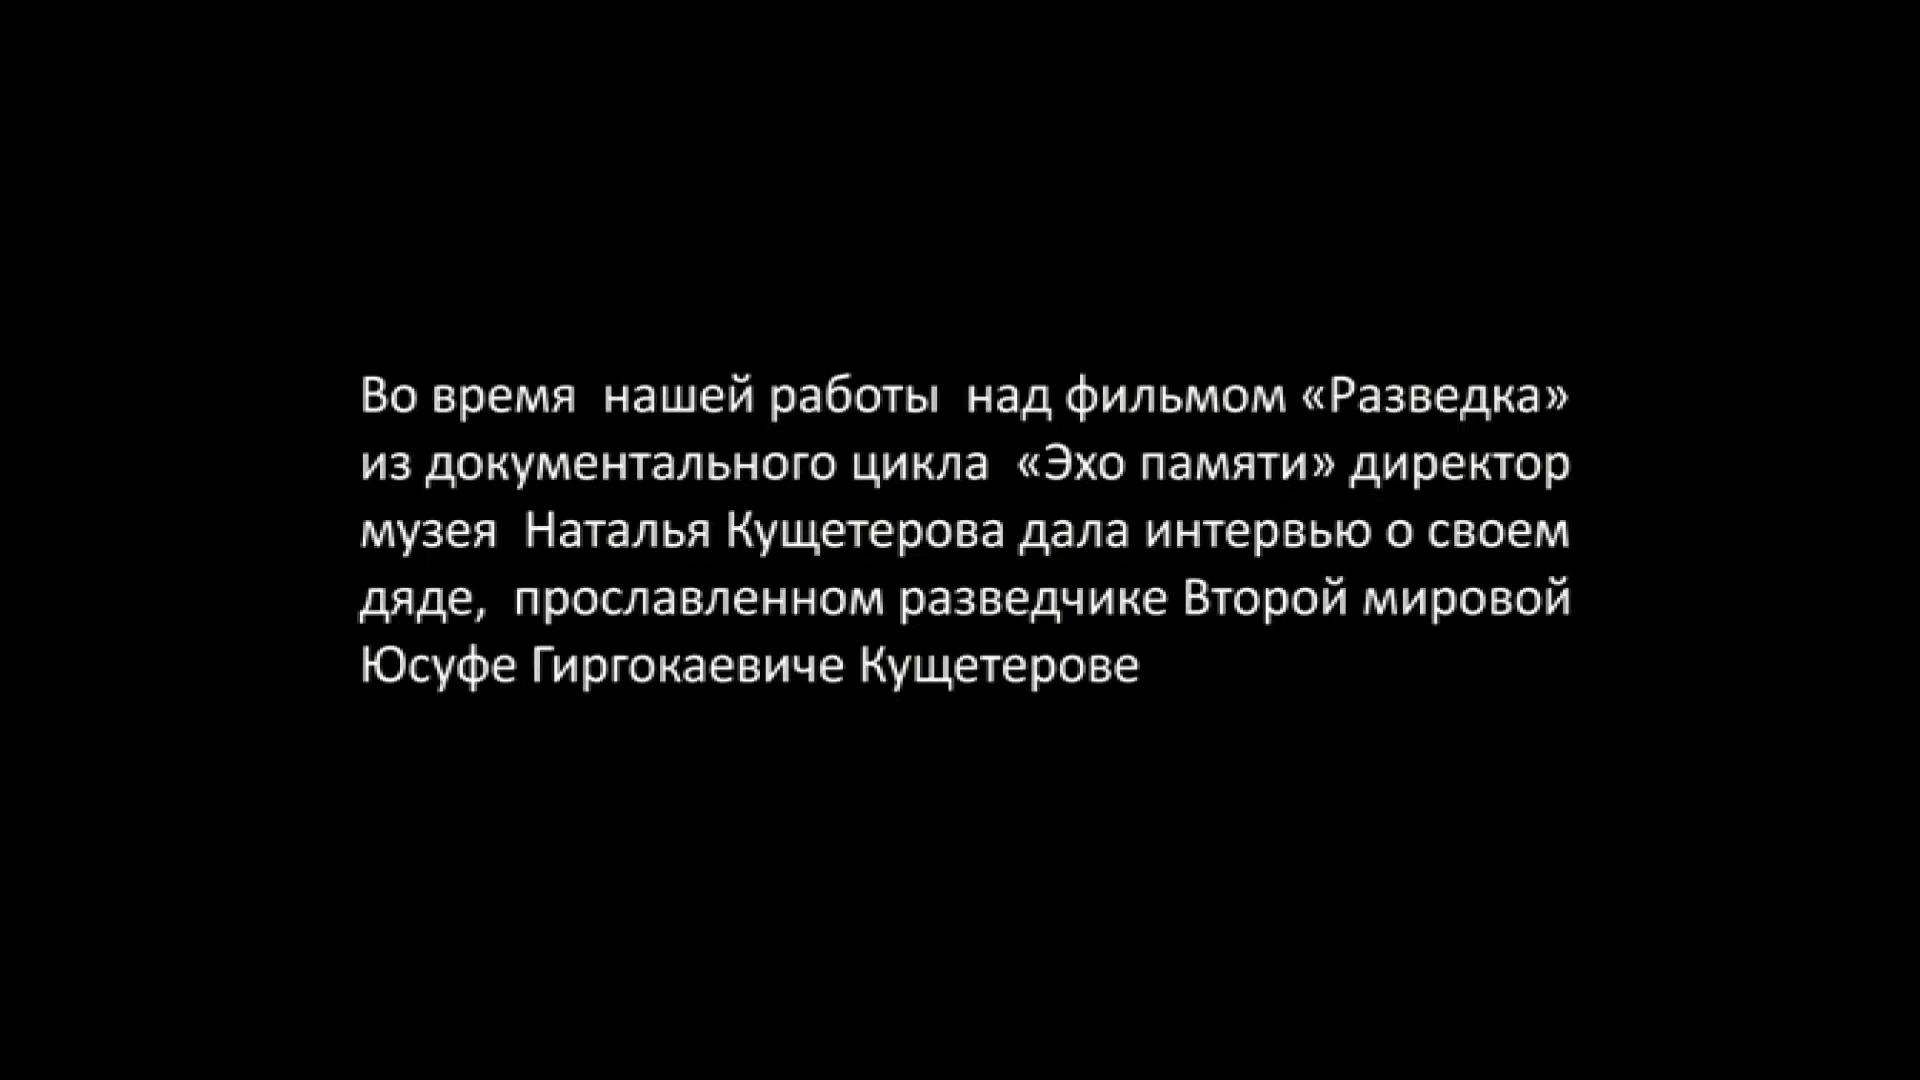 Во время нашей работы над фильмом «Разведка»
из документального цикла «Эхо памяти» директор
музея Наталья Кущетерова дала интервью о своем
дяде, прославленном разведчике Второй мировой
Юсуфе Гиргокаевиче Кущетерове